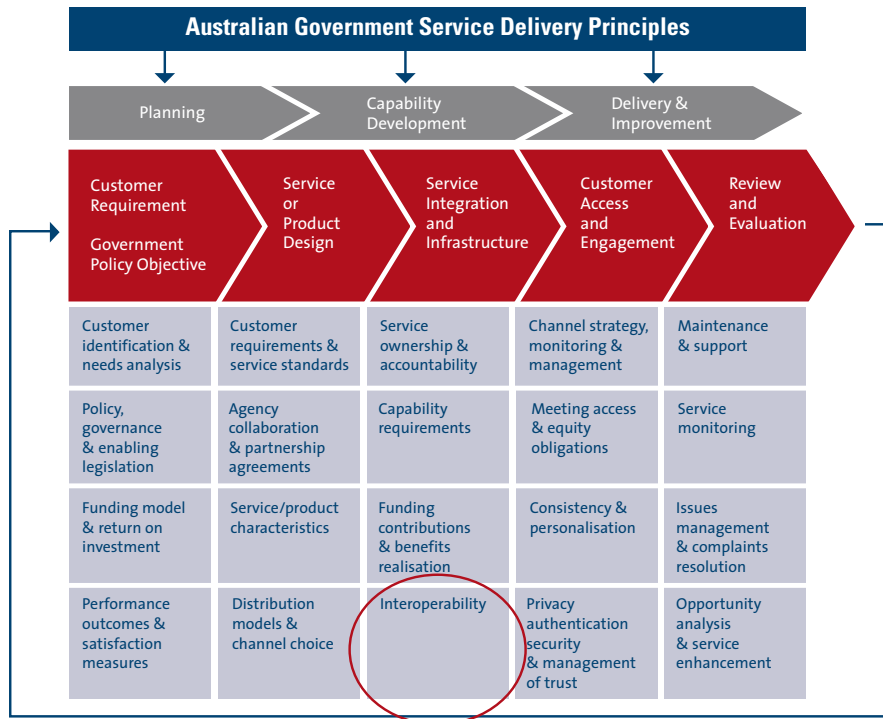 Australian Government Service Delivery Principles
Planning
Capability
Development
Delivery &
Improvement
Customer
Requirement
Government
Policy Objective
Service
or
Product
Design
Service
Integration
and
Infrastructure
Customer
Access
and
Engagement
Review
and
Evaluation
Customer
identification &
needs analysis
Customer
requirements &
service standards
Service
ownership &
accountability
Channel strategy,
monitoring &
management
Maintenance
& support
Policy,
governance
& enabling
legislation
Agency
collaboration
& partnership
agreements
Capability
requirements
Meeting access
& equity
obligations
Service
monitoring
Funding model
& return on
investment
Service/product
characteristics
Funding
contributions
& benefits
realisation
Consistency &
personalisation
Issues
management
& complaints
resolution
Performance
outcomes &
satisfaction
measures
Distribution
models &
channel choice
Interoperability
Privacy
authentication
security
& management
of trust
Opportunity
analysis
& service
enhancement